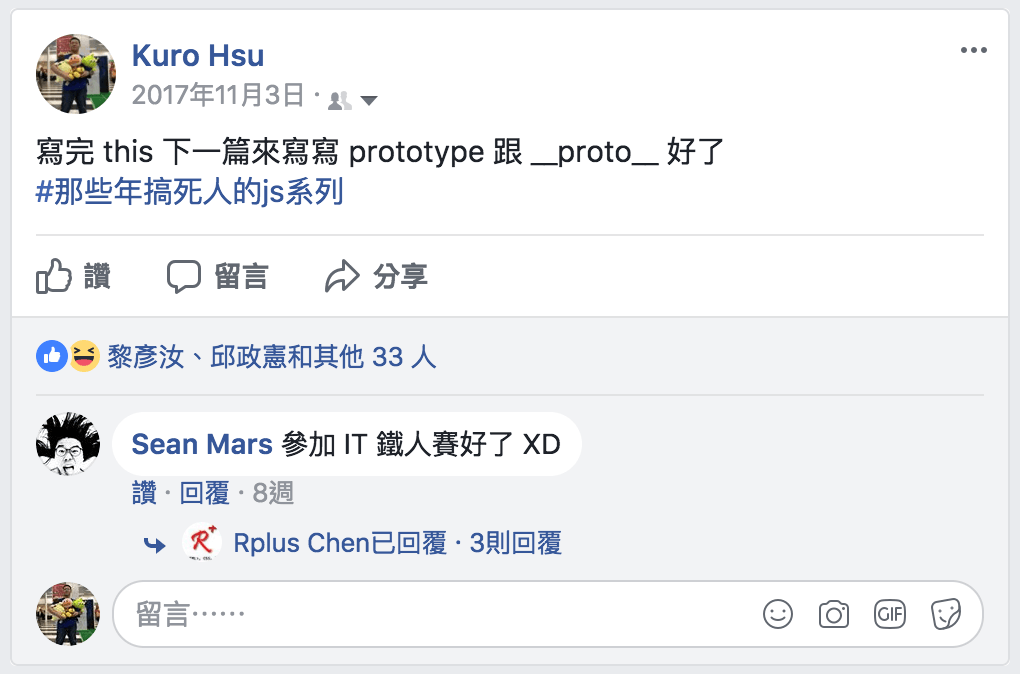 Kuro Hsu
2017年11月3日 ·
寫完 this 下一篇來寫寫 prototype 跟 __proto__ 好了
#那些年搞死人的js系列
讚 留言 分享
黎彥汝、邱政憲和其他 33 人
Sean Mars 參加 IT 鐵人賽好了 XD
讚 · 回覆 · 8週
R+
Rplus Chen已回覆 · 3則回覆
留言⋯⋯
GIF